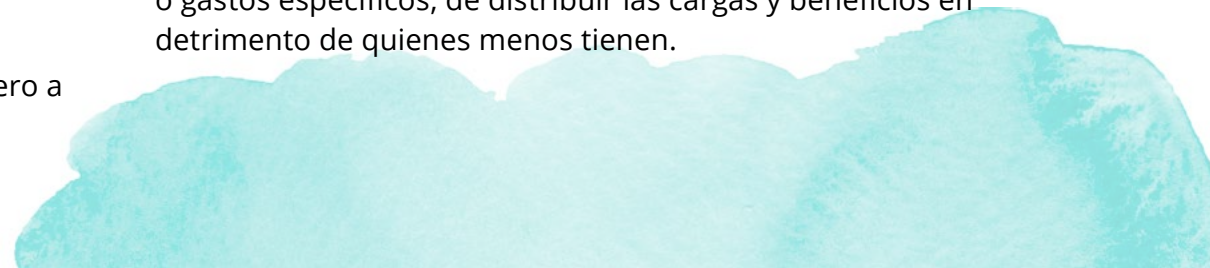 o gastos específicos, de distribuir las cargas y beneficios en
detrimento de quienes menos tienen.
ero a